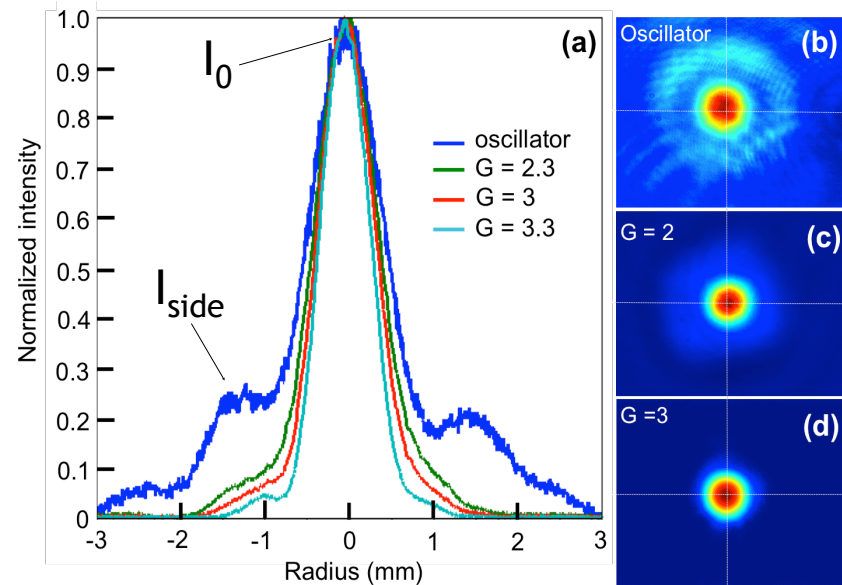 (a)
I0
Iside
oscillator
G = 2.3
G = 3
G = 3.3
Normalized intensity
1.0
0.9
0.8
0.7
0.6
0.5
0.4
0.3
0.2
0.1
0
-3
-2
-1
0
1
2
3
Radius (mm)
Oscillator
(b)
G = 2
(c)
G =3
(d)